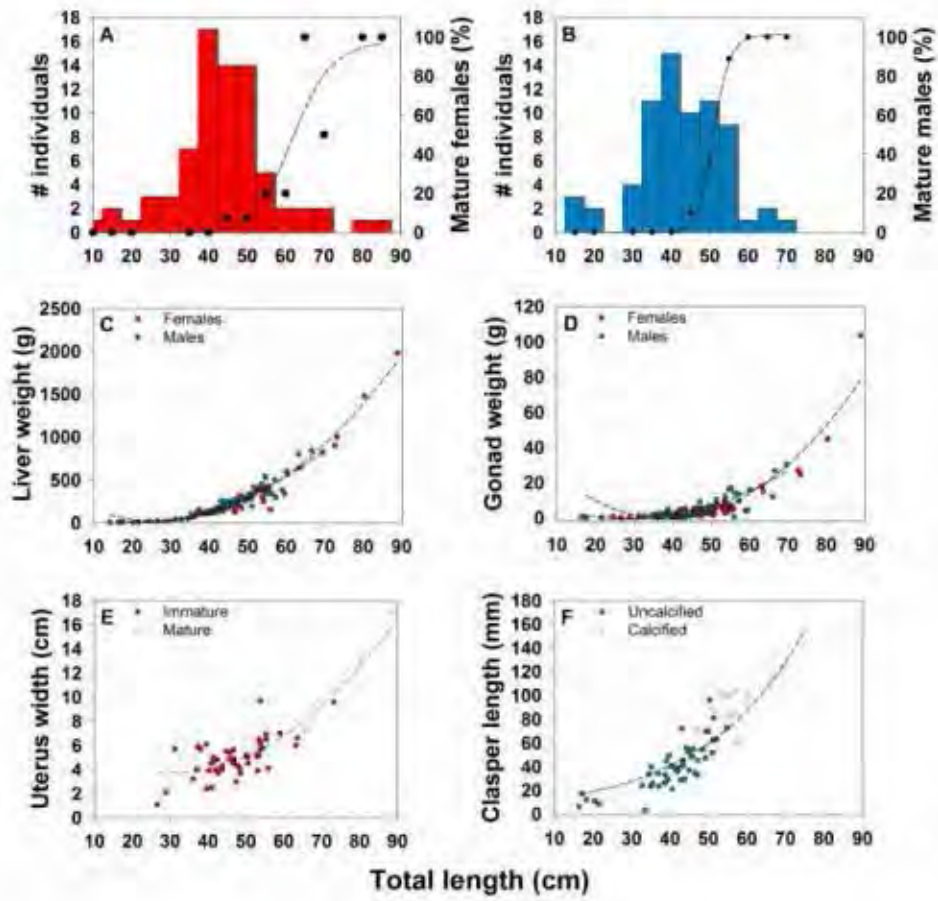 A
# individuals
18
16
14
12
10
8
6
4
2
0
100
80
60
40
20
0
Mature females (%)
10 20 30 40 50 60 70 80 90
B
# individuals
18
16
14
12
10
8
6
4
2
0
100
80
60
40
20
0
Mature males (%)
10 20 30 40 50 60 70 80 90
C
Females
Males
Liver weight (g)
2500
2000
1500
1000
500
0
10 20 30 40 50 60 70 80 90
D
Females
Males
Gonad weight (g)
120
100
80
60
40
20
0
10 20 30 40 50 60 70 80 90
E
Immature
Mature
Uterus width (cm)
18
16
14
12
10
8
6
4
2
0
10 20 30 40 50 60 70 80 90
F
Uncalcified
Calcified
Clasper length (mm)
180
160
140
120
100
80
60
40
20
0
10 20 30 40 50 60 70 80 90
Total length (cm)